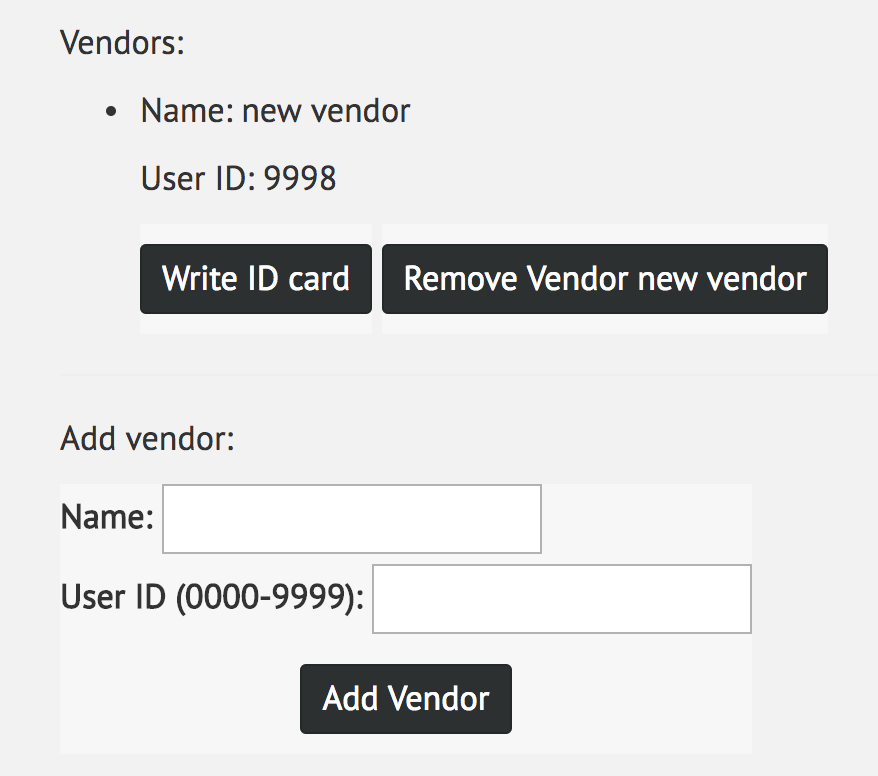 Vendors:
Name: new vendor
User ID: 9998
Write ID card Remove Vendor new vendor
Add vendor:
Name:
User ID (0000-9999):
Add Vendor